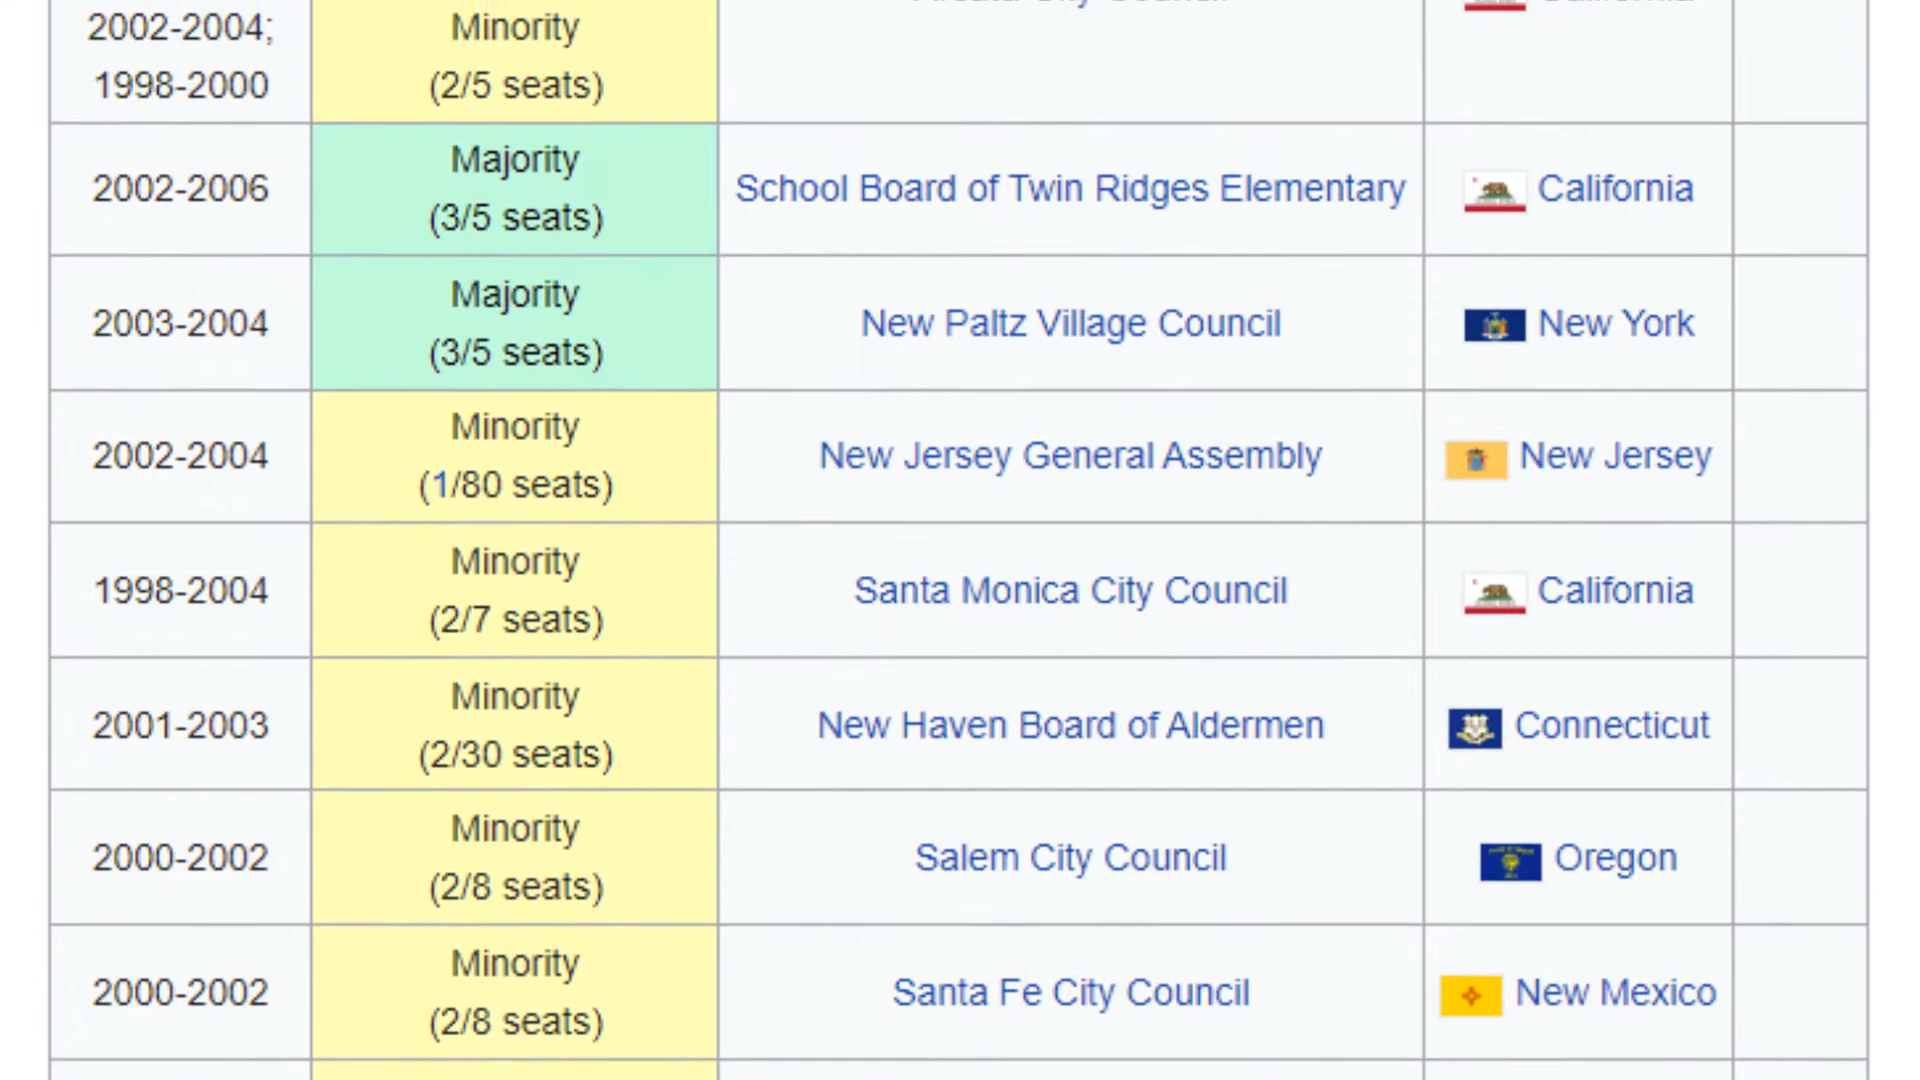 2002-2004;
1998-2000
Minority
(2/5 seats)
Arcata City Council
California
2002-2006
Majority
(3/5 seats)
School Board of Twin Ridges Elementary
California
2003-2004
Majority
(3/5 seats)
New Paltz Village Council
New York
2002-2004
Minority
(1/80 seats)
New Jersey General Assembly
New Jersey
1998-2004
Minority
(2/7 seats)
Santa Monica City Council
California
2001-2003
Minority
(2/30 seats)
New Haven Board of Aldermen
Connecticut
2000-2002
Minority
(2/8 seats)
Salem City Council
Oregon
2000-2002
Minority
(2/8 seats)
Santa Fe City Council
New Mexico